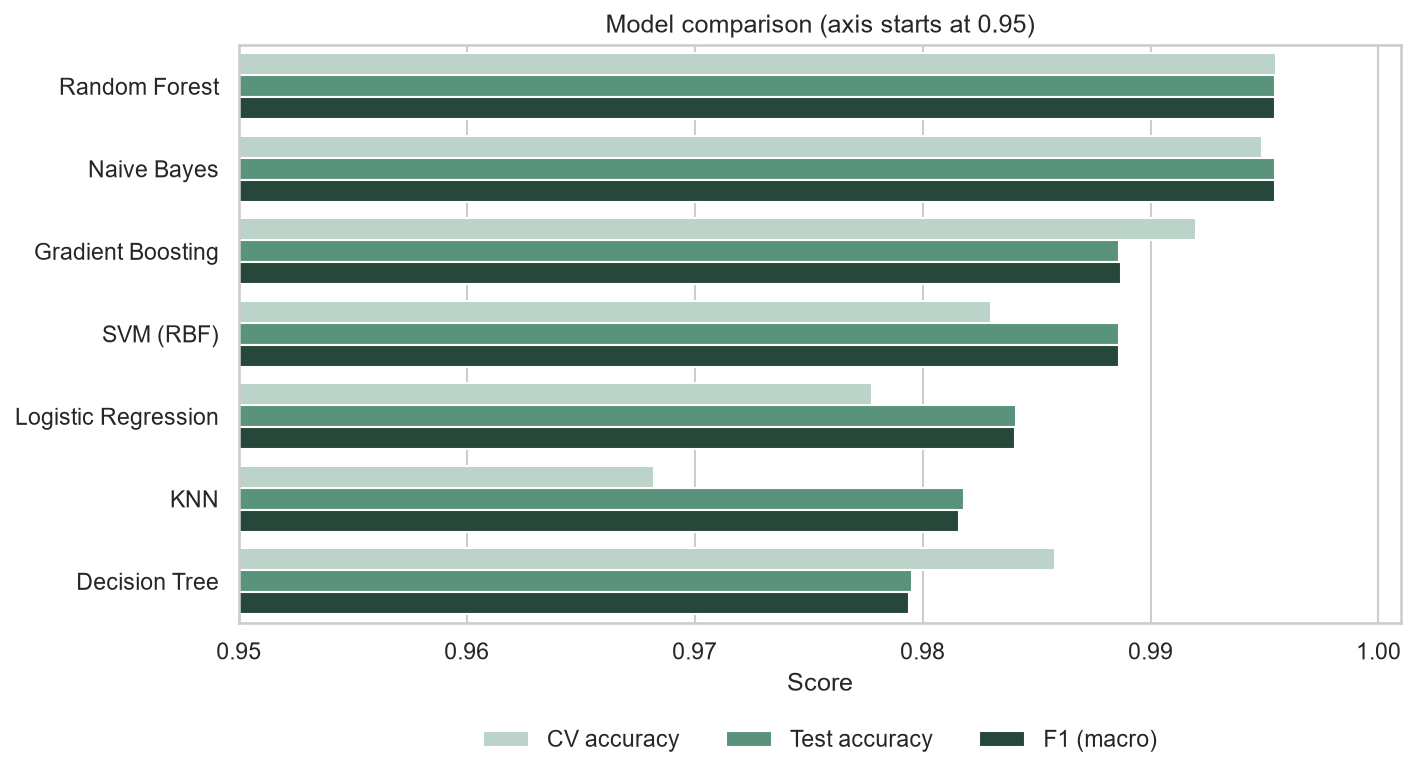 Model comparison (axis starts at 0.95)
Random Forest
Naive Bayes
Gradient Boosting
SVM (RBF)
Logistic Regression
KNN
Decision Tree
0.95 0.96 0.97 0.98 0.99 1.00
Score
CV accuracy Test accuracy F1 (macro)